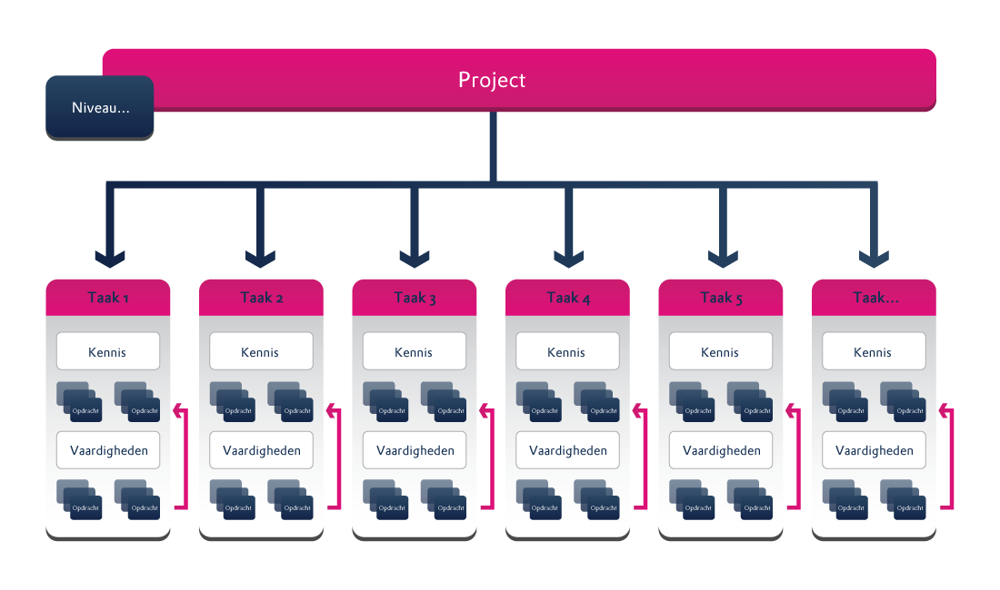 Project
Niveau...
Taak 1
Taak 2
Taak 3
Taak 4
Taak 5
Taak...
Kennis
Kennis
Kennis
Kennis
Kennis
Kennis
Opdracht
Opdracht
Opdracht
Opdracht
Opdracht
Opdracht
Opdracht
Opdracht
Opdracht
Opdracht
Opdracht
Opdracht
Vaardigheden
Vaardigheden
Vaardigheden
Vaardigheden
Vaardigheden
Vaardigheden
Opdracht
Opdracht
Opdracht
Opdracht
Opdracht
Opdracht
Opdracht
Opdracht
Opdracht
Opdracht
Opdracht
Opdracht